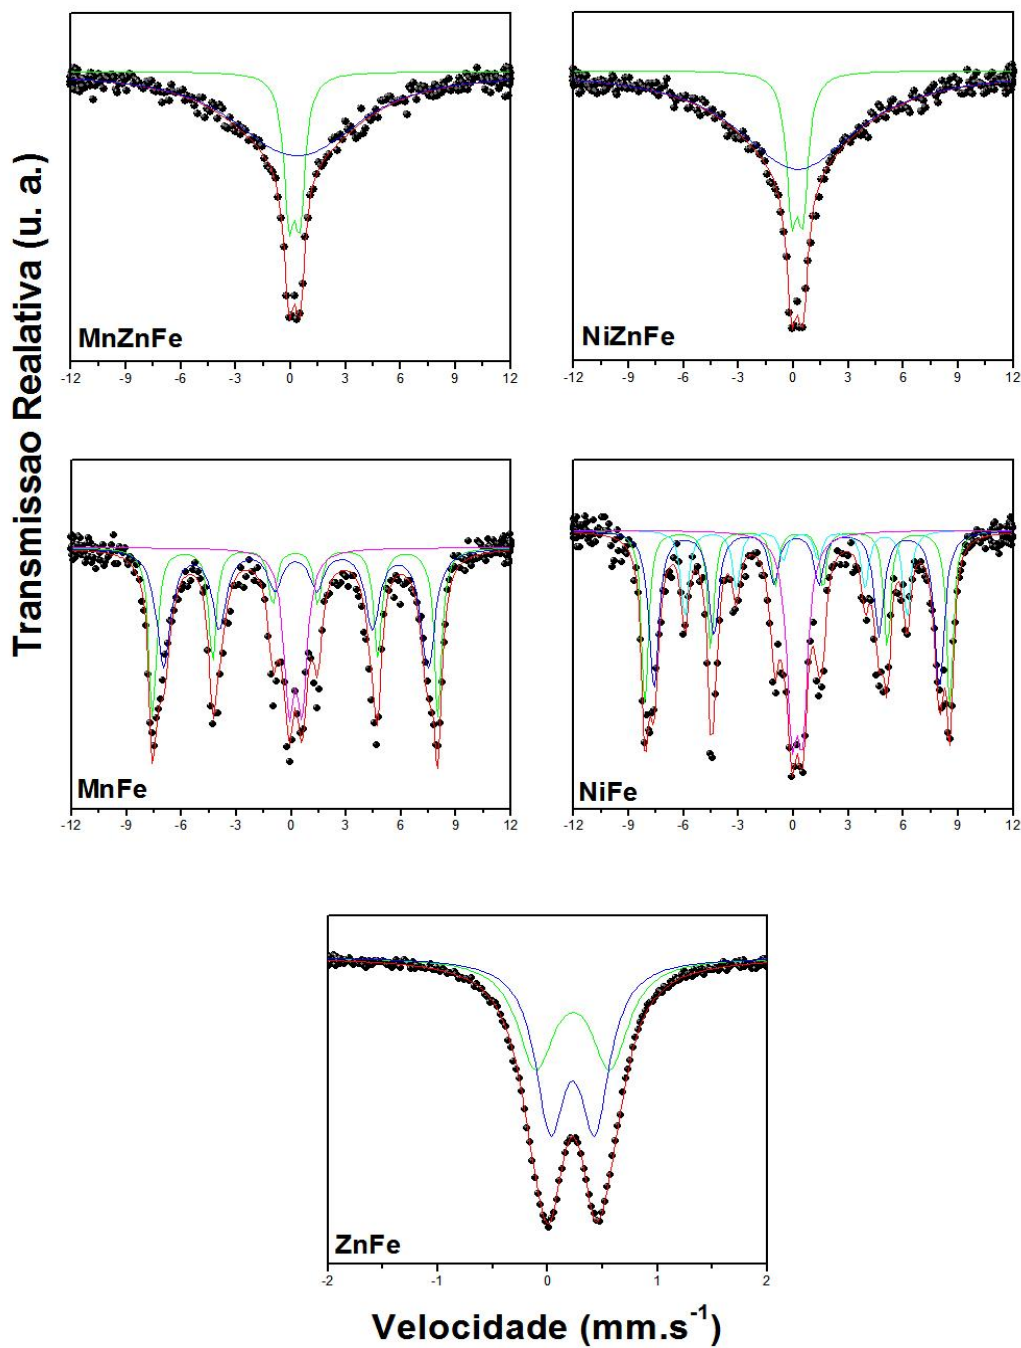 Transmissao Realativa (u. a.)
MnZnFe
-12 -9 -6 -3 0 3 6 9 12
NiZnFe
-12 -9 -6 -3 0 3 6 9 12
MnFe
-12 -9 -6 -3 0 3 6 9 12
NiFe
-12 -9 -6 -3 0 3 6 9 12
ZnFe
-2 -1 0 1 2
Velocidade (mm.s-1)